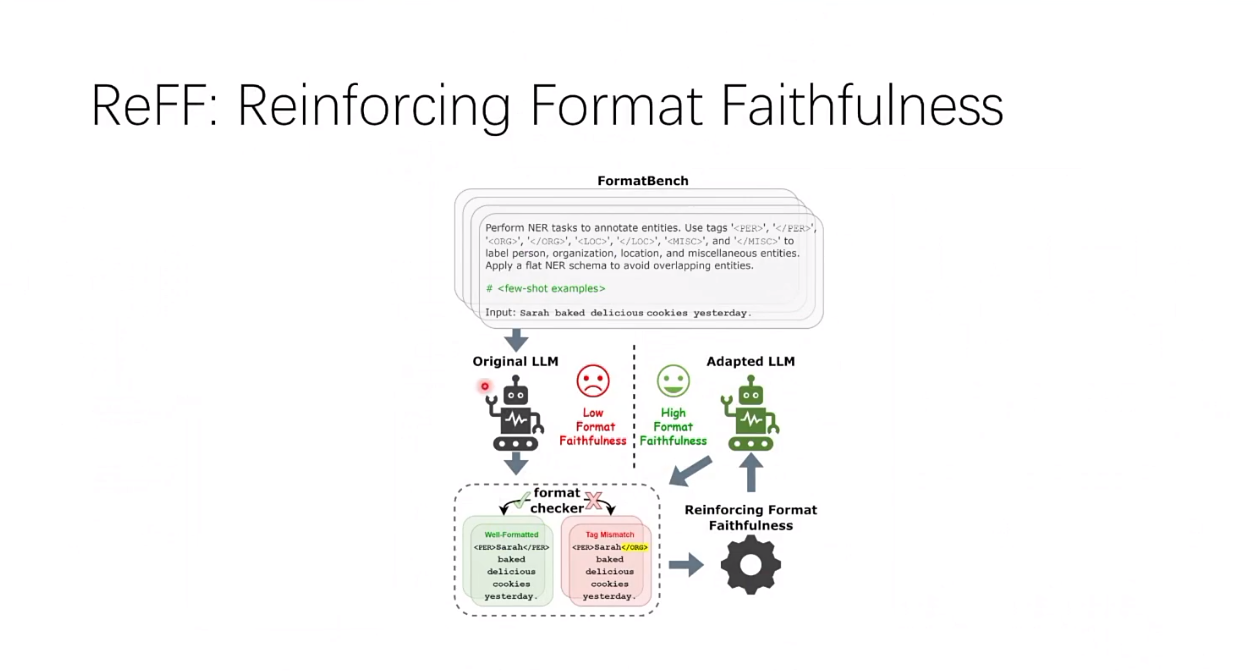 ReFF: Reinforcing Format Faithfulness
FormatBench
Perform NER tasks to annotate entities. Use tags '<PER>', '</PER>',
'<ORG>', '</ORG>', '<LOC>', '</LOC>', '<MISC>', and '</MISC>' to
label person, organization, location, and miscellaneous entities.
Apply a flat NER schema to avoid overlapping entities.
# <few-shot examples>
Input: Sarah baked delicious cookies yesterday.
Original LLM
Low
Format
Faithfulness
High
Format
Faithfulness
Adapted LLM
format
checker
Well-Formatted
<PER>Sarah</PER>
baked
delicious
cookies
yesterday.
Tag Mismatch
<PER>Sarah</ORG>
baked
delicious
cookies
yesterday.
Reinforcing Format
Faithfulness